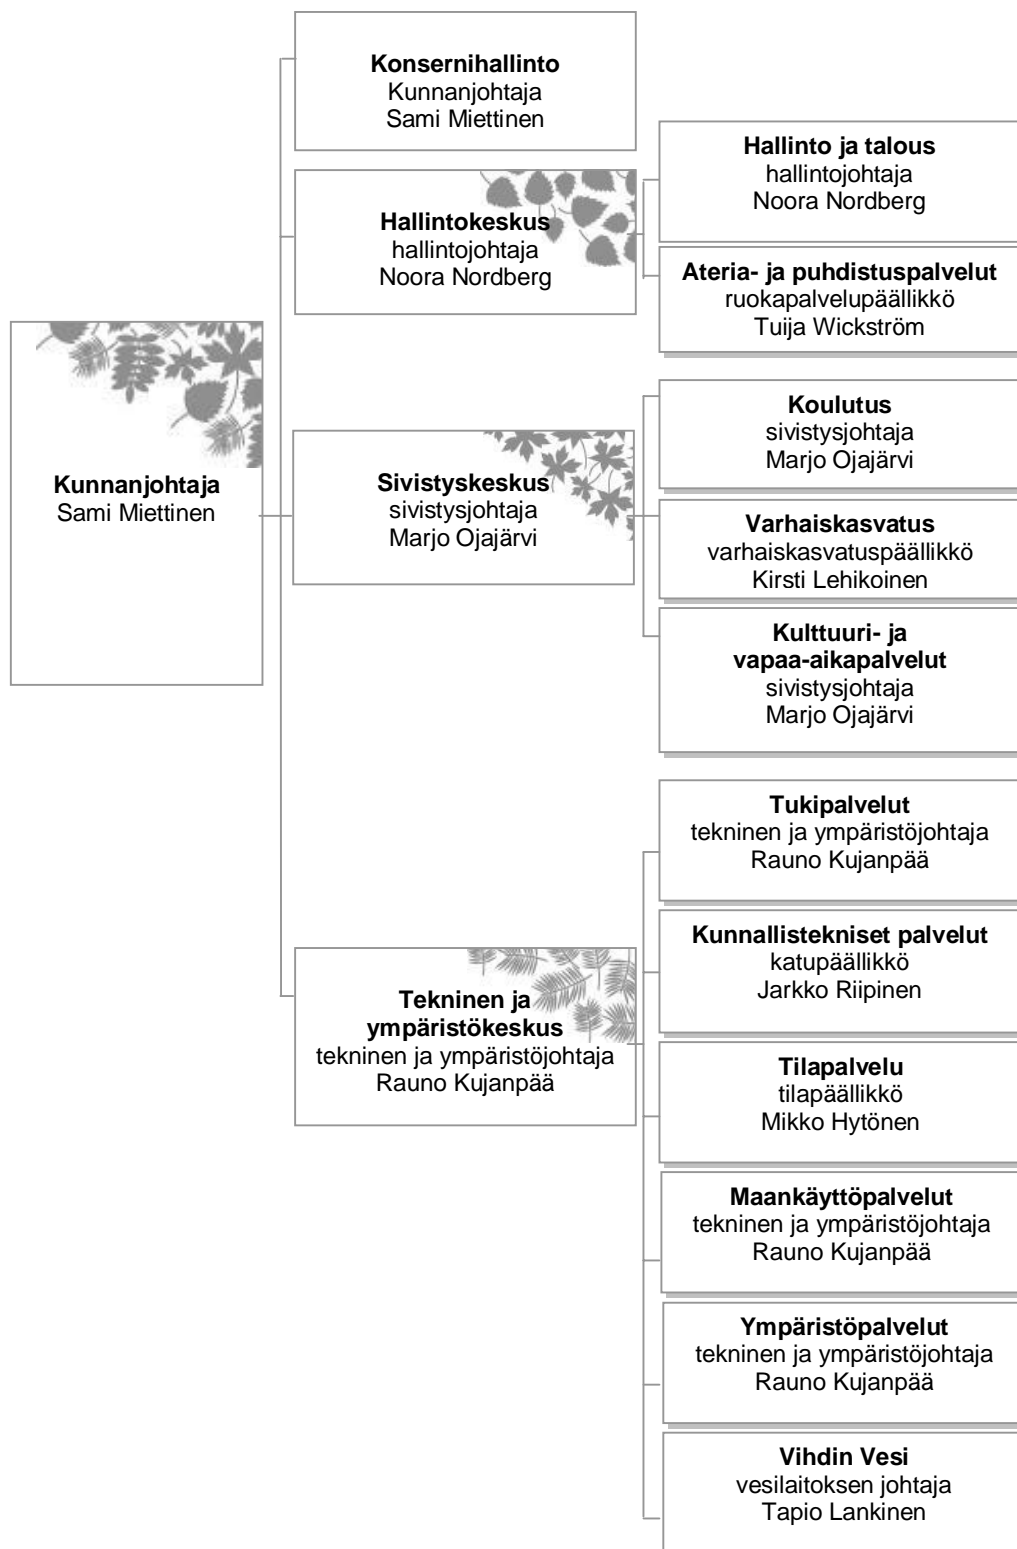 Kunnanjohtaja
Sami Miettinen
Konsernihallinto
Kunnanjohtaja
Sami Miettinen
Hallintokeskus
hallintojohtaja
Noora Nordberg
Hallinto ja talous
hallintojohtaja
Noora Nordberg
Ateria- ja puhdistuspalvelut
ruokapalvelupäällikkö
Tuija Wickström
Sivistyskeskus
sivistysjohtaja
Marjo Ojajärvi
Koulutus
sivistysjohtaja
Marjo Ojajärvi
Varhaiskasvatus
varhaiskasvatuspäällikkö
Kirsti Lehikoinen
Kulttuuri- ja
vapaa-aikapalvelut
sivistysjohtaja
Marjo Ojajärvi
Tekninen ja
ympäristökeskus
tekninen ja ympäristöjohtaja
Rauno Kujanpää
Tukipalvelut
tekninen ja ympäristöjohtaja
Rauno Kujanpää
Kunnallistekniset palvelut
katupäällikkö
Jarkko Riipinen
Tilapalvelu
tilapäällikkö
Mikko Hytönen
Maankäyttöpalvelut
tekninen ja ympäristöjohtaja
Rauno Kujanpää
Ympäristöpalvelut
tekninen ja ympäristöjohtaja
Rauno Kujanpää
Vihdin Vesi
vesilaitoksen johtaja
Tapio Lankinen